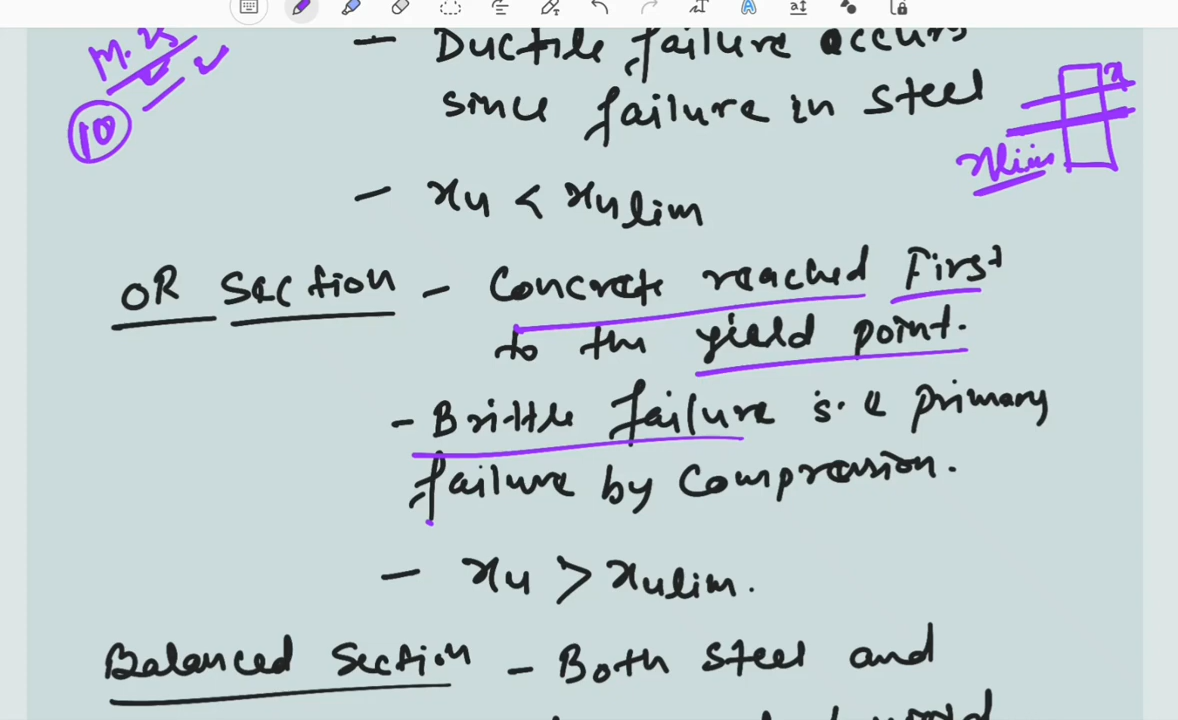 M. 25
10
- Ductile failure occurs
since failure in steel
x
xlim
- xu < xulim
OR Section - Concrete reached First
to the yield point.
- Brittle failure is. a primary
failure by Compression.
- xu > xulim.
Balanced Section - Both steel and